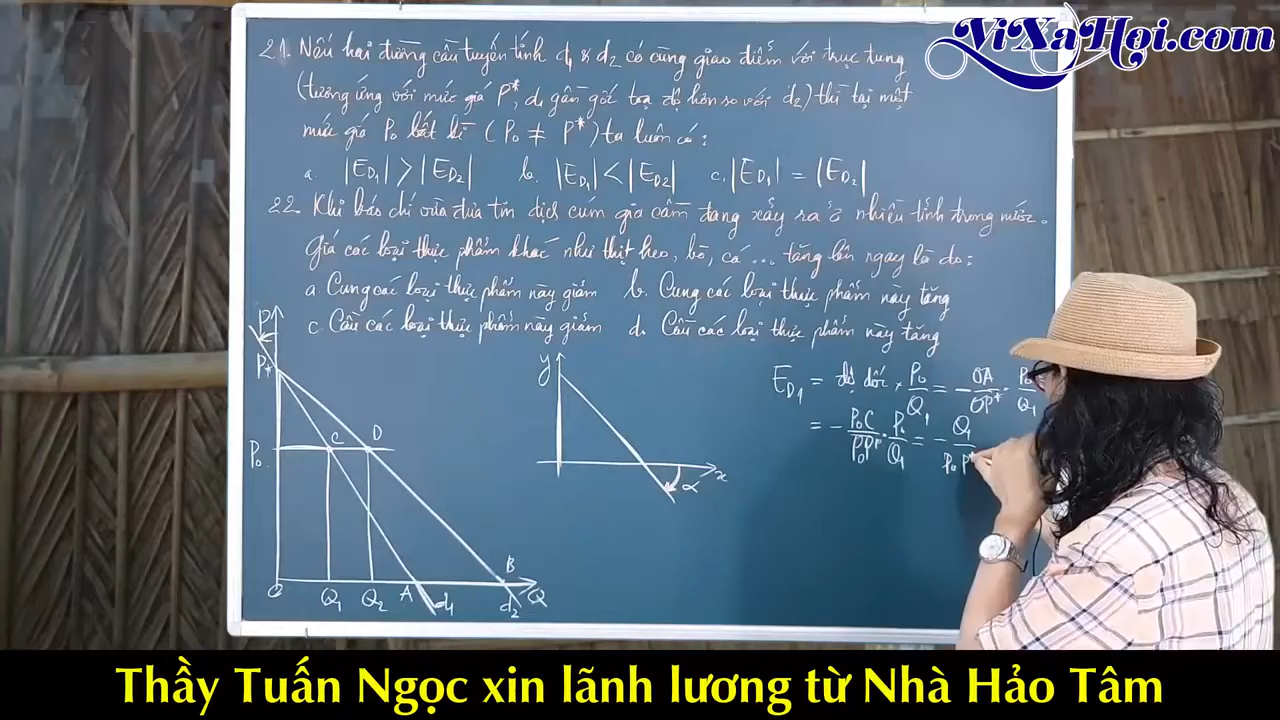 ViXaHoi.com
21. Nếu hai đường cầu tuyến tính d1 & d2 có cùng giao điểm với trục tung
(tương ứng với mức giá P*, d1 gần gốc toạ độ hơn so với d2) thì tại một
mức giá P0 bất kì (P0 ≠ P*) ta luôn có:
a. |ED1| > |ED2| b. |ED1| < |ED2| c. |ED1| = |ED2|
22. Khi báo chí vừa đưa tin dịch cúm gia cầm đang xảy ra ở nhiều tỉnh trong nước.
Giá các loại thực phẩm khác như thịt heo, bò, cá ... tăng lên ngay là do:
a. Cung các loại thực phẩm này giảm b. Cung các loại thực phẩm này tăng
c. Cầu các loại thực phẩm này giảm d. Cầu các loại thực phẩm này tăng
P
P*
C D
P0
O Q1 Q2 A d1 B d2 Q
y
x
α
ED1 = độ dốc × P0/Q1 = - OA/OP* · P0/Q1
= - P0C/P0P* · P0/Q1 = - Q1/P0P*
Thầy Tuấn Ngọc xin lãnh lương từ Nhà Hảo Tâm